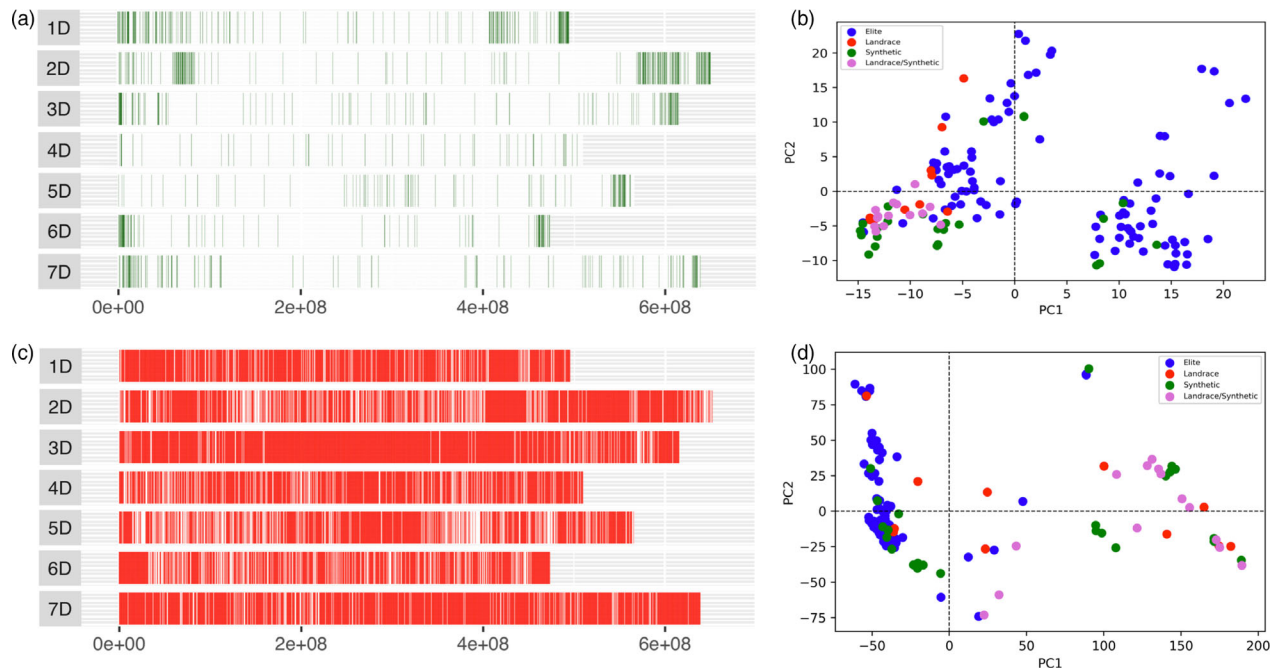 (a)
1D
2D
3D
4D
5D
6D
7D
0e+00 2e+08 4e+08 6e+08
(b)
Elite
Landrace
Synthetic
Landrace/Synthetic
PC2
20
15
10
5
0
−5
−10
−15 −10 −5 0 5 10 15 20
PC1
(c)
1D
2D
3D
4D
5D
6D
7D
0e+00 2e+08 4e+08 6e+08
(d)
Elite
Landrace
Synthetic
Landrace/Synthetic
PC2
100
75
50
25
0
−25
−50
−75
−50 0 50 100 150 200
PC1